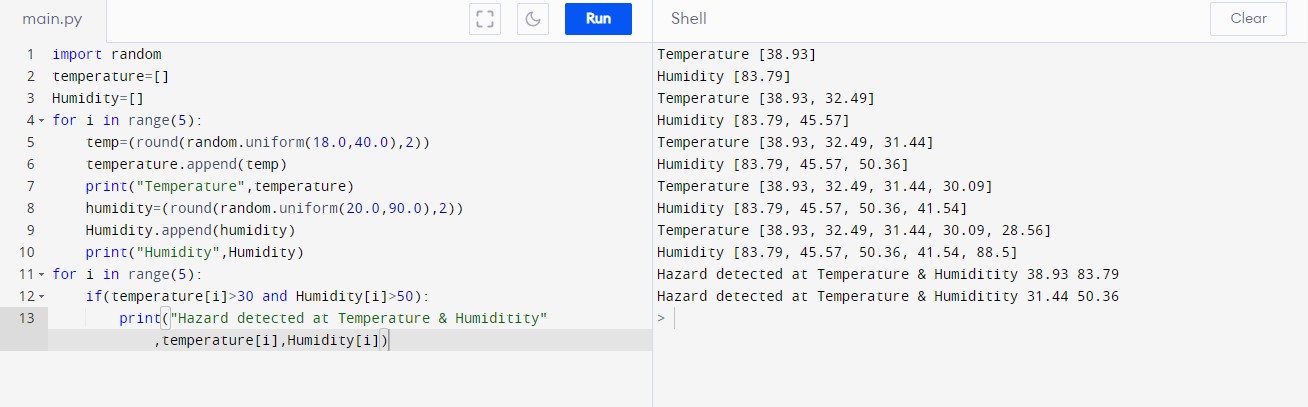 main.py
Run
Shell
Clear
1 import random
2 temperature=[]
3 Humidity=[]
4 for i in range(5):
5     temp=(round(random.uniform(18.0,40.0),2))
6     temperature.append(temp)
7     print("Temperature",temperature)
8     humidity=(round(random.uniform(20.0,90.0),2))
9     Humidity.append(humidity)
10     print("Humidity",Humidity)
11 for i in range(5):
12     if(temperature[i]>30 and Humidity[i]>50):
13         print("Hazard detected at Temperature & Humiditity"
            ,temperature[i],Humidity[i])
Temperature [38.93]
Humidity [83.79]
Temperature [38.93, 32.49]
Humidity [83.79, 45.57]
Temperature [38.93, 32.49, 31.44]
Humidity [83.79, 45.57, 50.36]
Temperature [38.93, 32.49, 31.44, 30.09]
Humidity [83.79, 45.57, 50.36, 41.54]
Temperature [38.93, 32.49, 31.44, 30.09, 28.56]
Humidity [83.79, 45.57, 50.36, 41.54, 88.5]
Hazard detected at Temperature & Humiditity 38.93 83.79
Hazard detected at Temperature & Humiditity 31.44 50.36
>